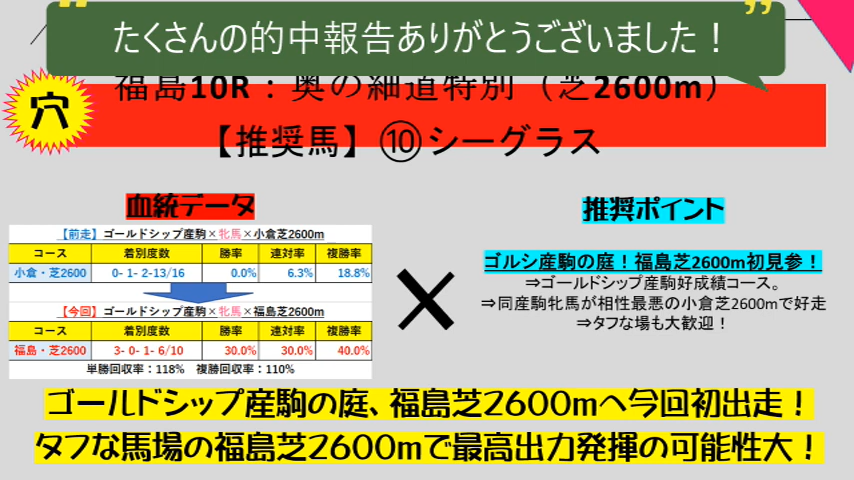 たくさんの的中報告ありがとうございました！
穴
福島10R：奥の細道特別（芝2600m）
【推奨馬】⑩シーグラス
血統データ
【前走】ゴールドシップ産駒×牝馬×小倉芝2600m
コース 着別度数 勝率 連対率 複勝率
小倉・芝2600 0- 1- 2-13/16 0.0% 6.3% 18.8%
【今回】ゴールドシップ産駒×牝馬×福島芝2600m
コース 着別度数 勝率 連対率 複勝率
福島・芝2600 3- 0- 1- 6/10 30.0% 30.0% 40.0%
単勝回収率：118% 複勝回収率：110%
×
推奨ポイント
ゴルシ産駒の庭！福島芝2600m初見参！
⇒ゴールドシップ産駒好成績コース。
⇒同産駒牝馬が相性最悪の小倉芝2600mで好走
⇒タフな場も大歓迎！
ゴールドシップ産駒の庭、福島芝2600mへ今回初出走！
タフな馬場の福島芝2600mで最高出力発揮の可能性大！